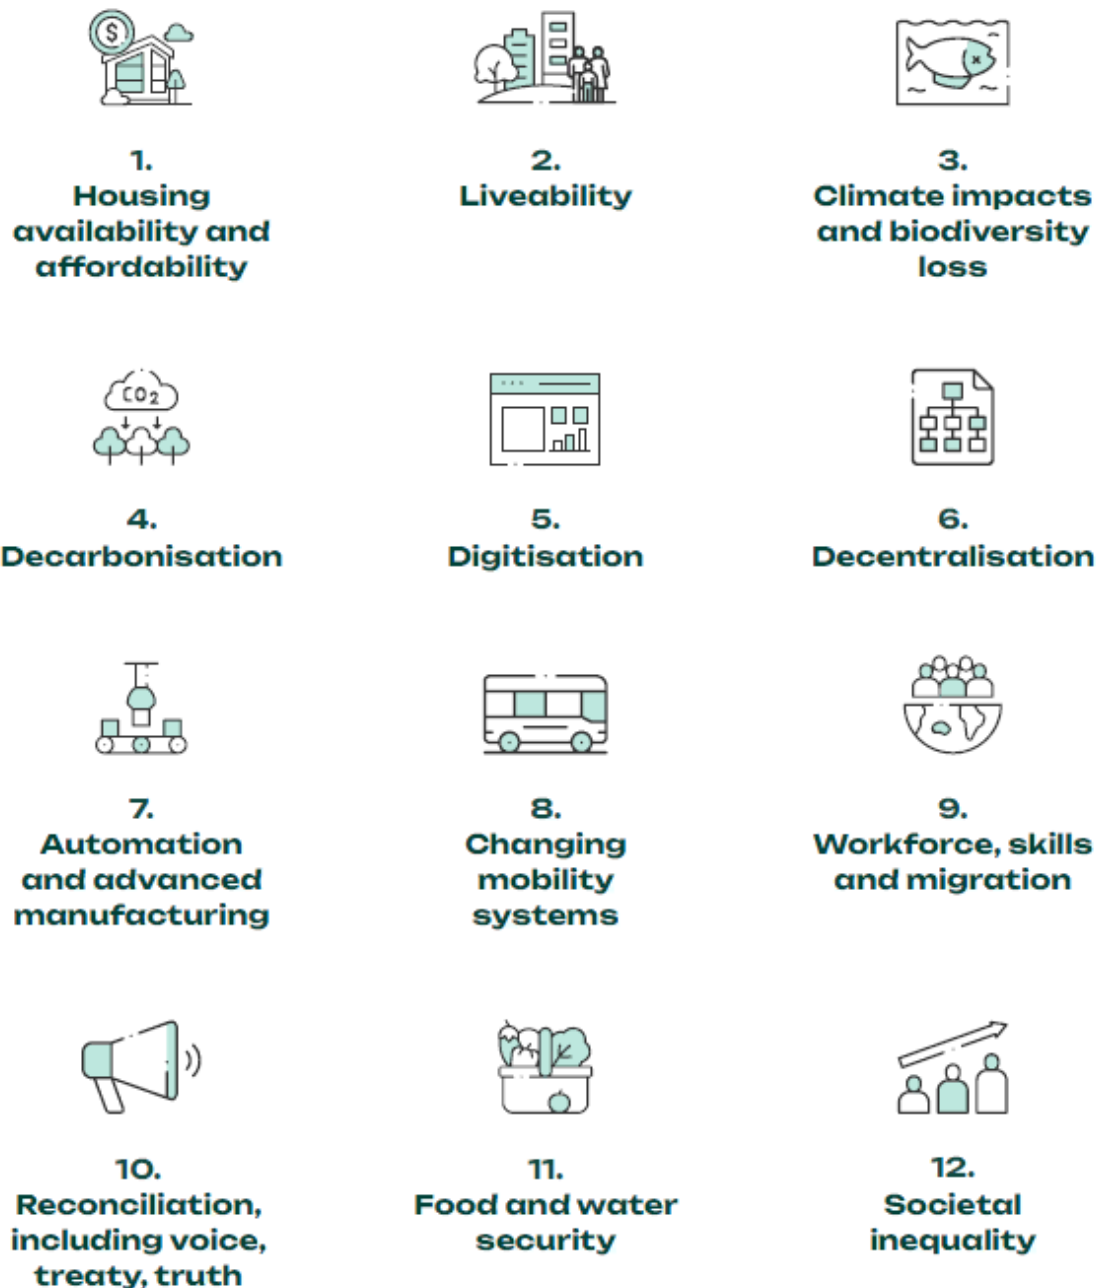 $
1.
Housing
availability and
affordability
2.
Liveability
3.
Climate impacts
and biodiversity
loss
CO2
4.
Decarbonisation
5.
Digitisation
6.
Decentralisation
7.
Automation
and advanced
manufacturing
8.
Changing
mobility
systems
9.
Workforce, skills
and migration
10.
Reconciliation,
including voice,
treaty, truth
11.
Food and water
security
12.
Societal
inequality